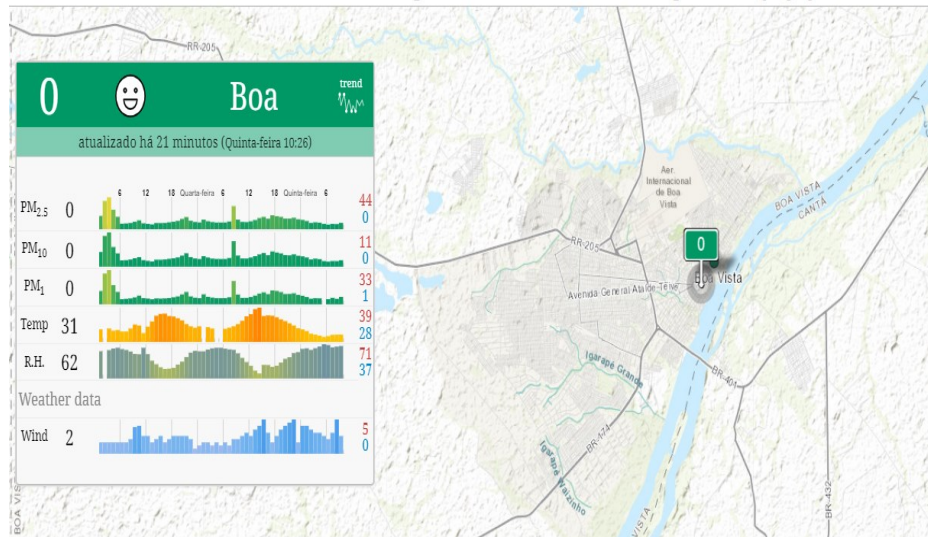 0 Boa trend
atualizado há 21 minutos (Quinta-feira 10:26)
6 12 18 Quarta-feira 6 12 18 Quinta-feira 6
PM2.5 0 44 0
PM10 0 11 0
PM1 0 33 1
Temp 31 39 28
R.H. 62 71 37
Weather data
Wind 2 5 0
RR-205
Aer.
Internacional
de Boa
Vista
BOA VISTA
CANTÁ
RR-205
0
Boa Vista
Avenida General Ataíde Teive
Igarapé Grande
BR-401
BR-174
Igarapé Waizinho
BR-432
VISTA
BOA VIS